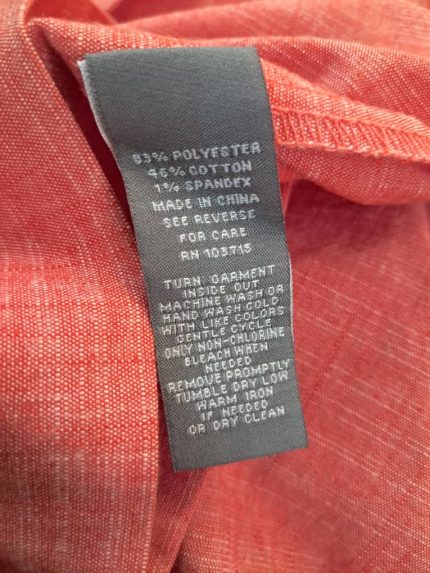 53% POLYESTER
46% COTTON
1% SPANDEX
MADE IN CHINA
SEE REVERSE
FOR CARE
RN 103715
TURN GARMENT
INSIDE OUT
MACHINE WASH OR
HAND WASH COLD
WITH LIKE COLORS
GENTLE CYCLE
ONLY NON-CHLORINE
BLEACH WHEN
NEEDED
REMOVE PROMPTLY
TUMBLE DRY LOW
WARM IRON
IF NEEDED
OR DRY CLEAN